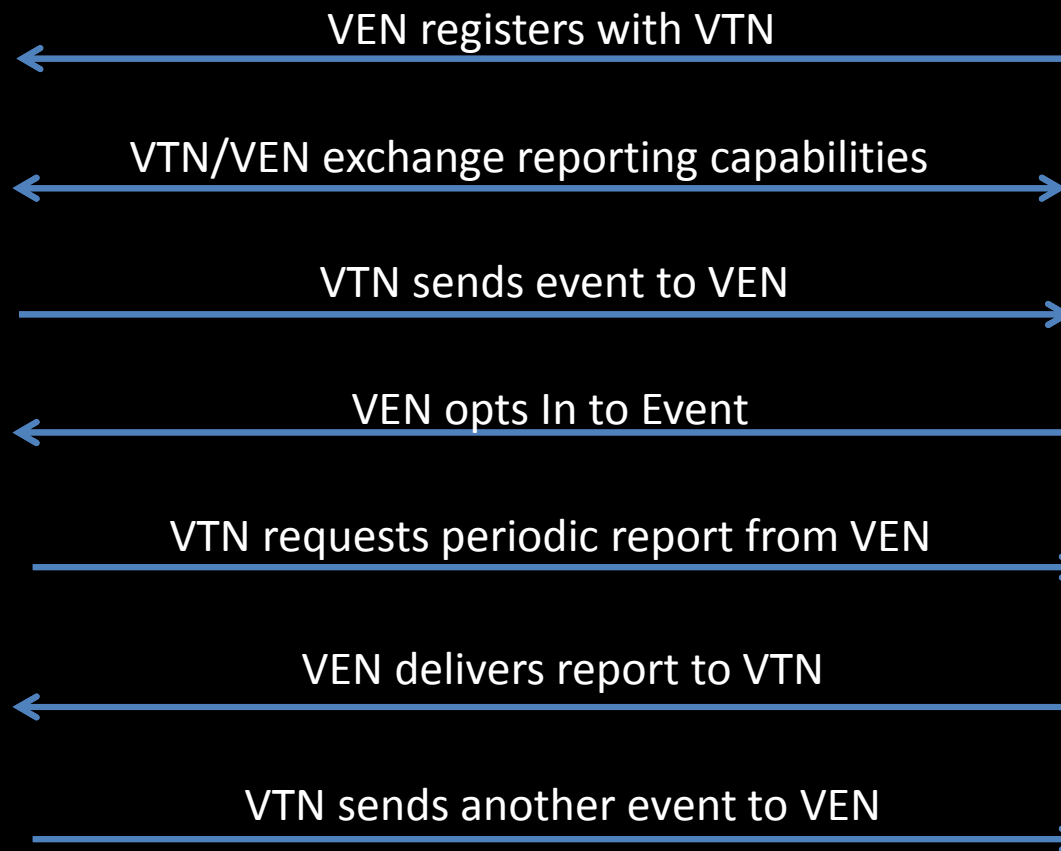 VEN registers with VTN
VTN/VEN exchange reporting capabilities
VTN sends event to VEN
VEN opts In to Event
VTN requests periodic report from VEN
VEN delivers report to VTN
VTN sends another event to VEN